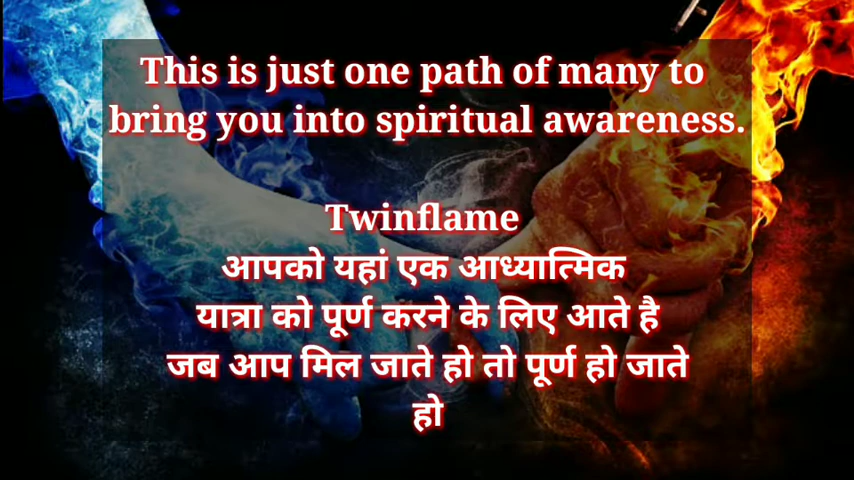 This is just one path of many to
bring you into spiritual awareness.
Twinflame
आपको यहां एक आध्यात्मिक
यात्रा को पूर्ण करने के लिए आते है
जब आप मिल जाते हो तो पूर्ण हो जाते
हो